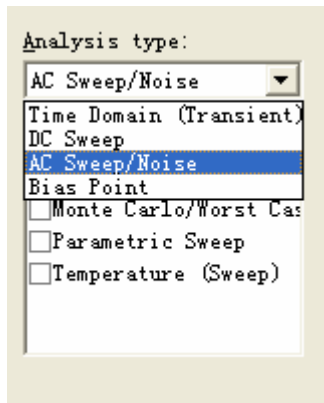 Analysis type:
AC Sweep/Noise
Time Domain (Transient)
DC Sweep
AC Sweep/Noise
Bias Point
Monte Carlo/Worst Cas
Parametric Sweep
Temperature (Sweep)